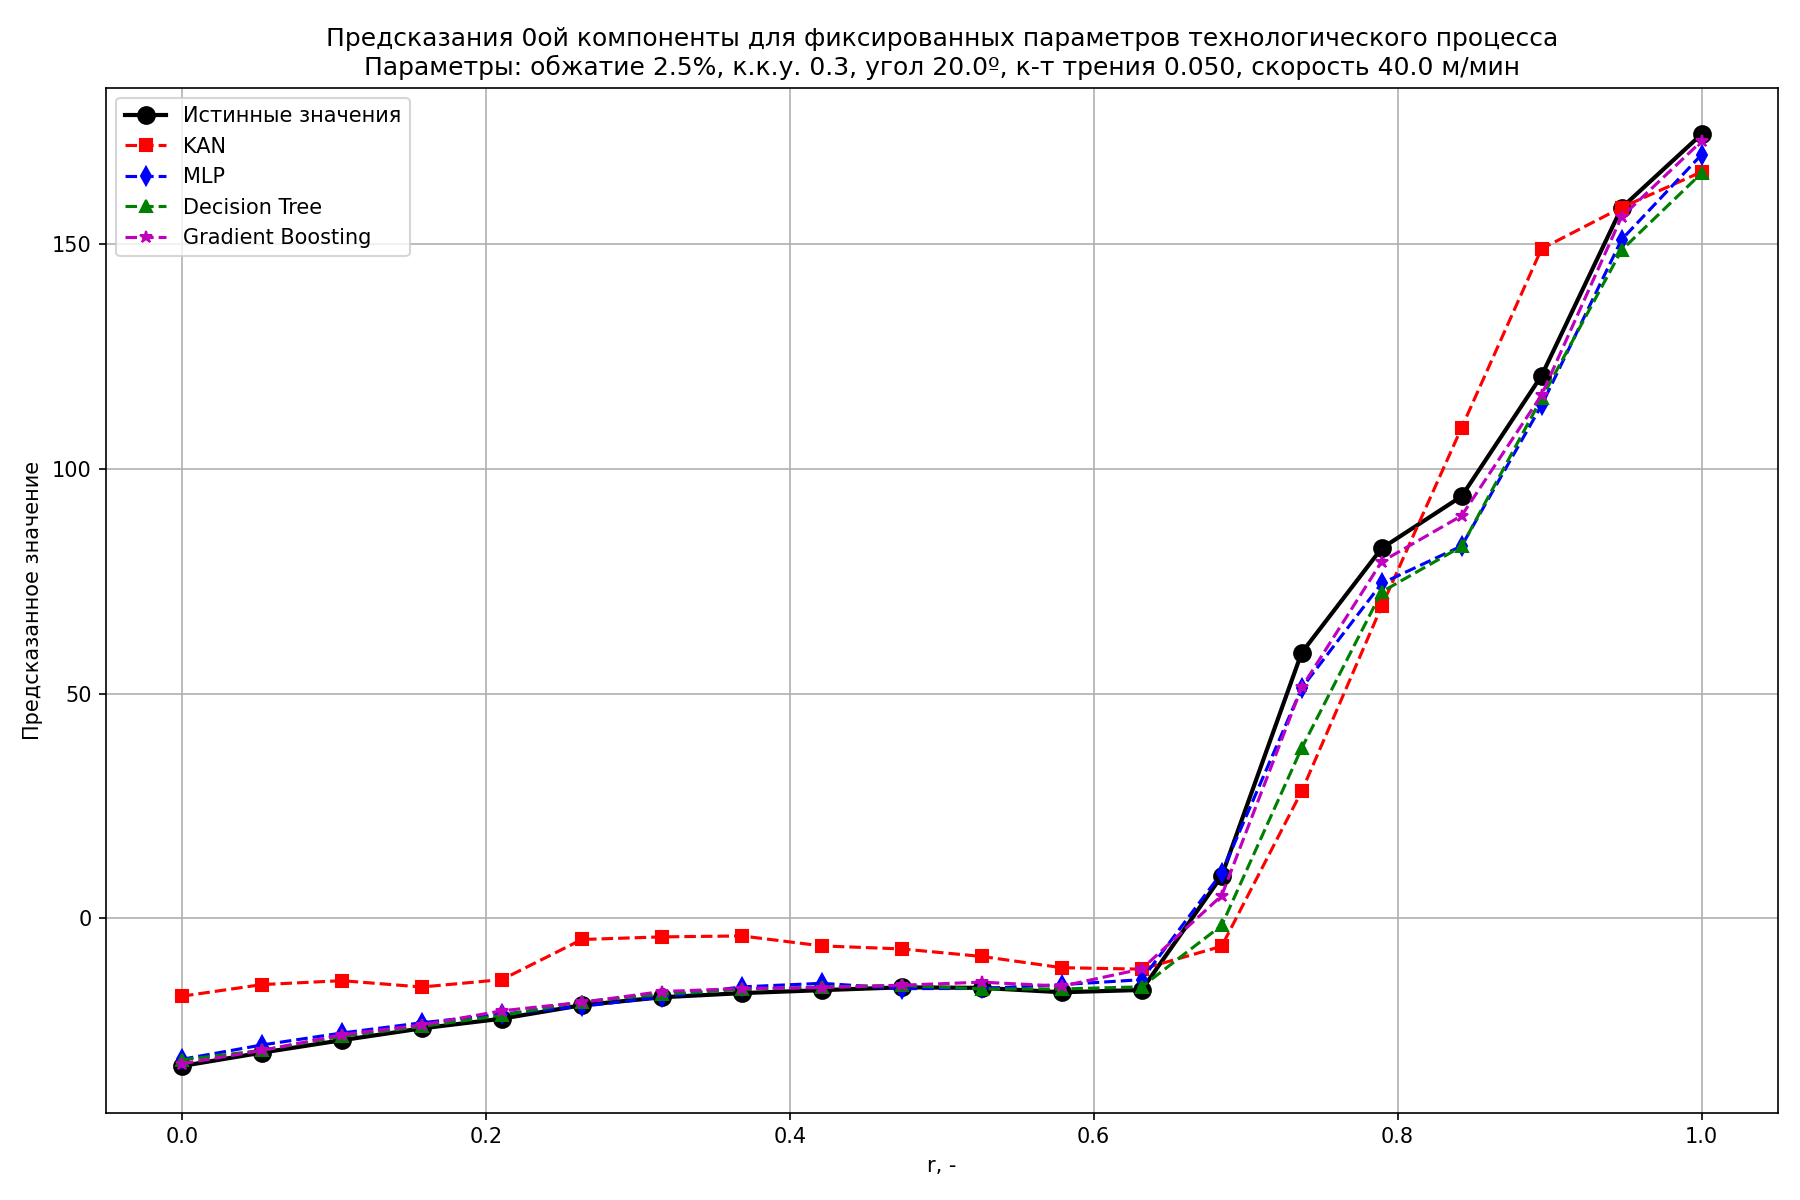 Предсказания 0ой компоненты для фиксированных параметров технологического процесса
Параметры: обжатие 2.5%, к.к.у. 0.3, угол 20.0º, к-т трения 0.050, скорость 40.0 м/мин
Истинные значения
KAN
MLP
Decision Tree
Gradient Boosting
Предсказанное значение
150
100
50
0
0.0
0.2
0.4
0.6
0.8
1.0
r, -